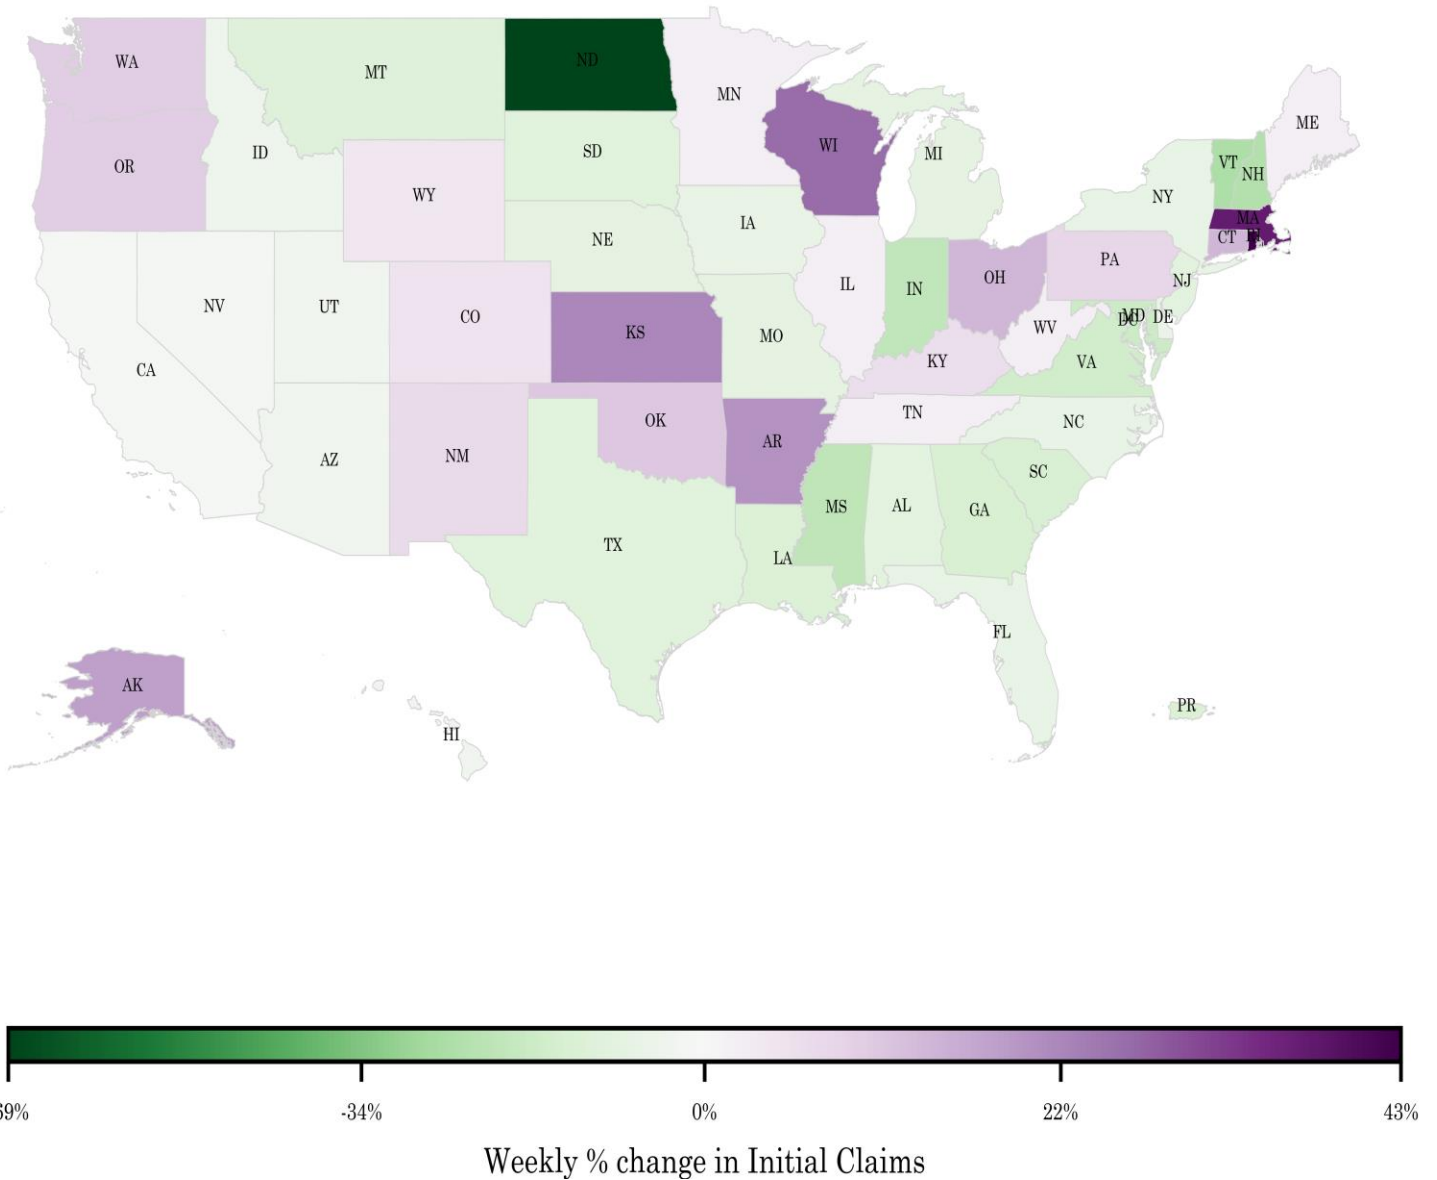 WA
MT
ND
MN
ME
OR
ID
WY
SD
WI
MI
VT
NH
NY
MA
CT
IA
NE
PA
NV
UT
CO
KS
MO
IL
IN
OH
NJ
WV
DC
MD
DE
CA
KY
VA
AZ
NM
OK
AR
TN
NC
SC
TX
LA
MS
AL
GA
FL
AK
HI
PR
-34%
0%
22%
43%
Weekly % change in Initial Claims